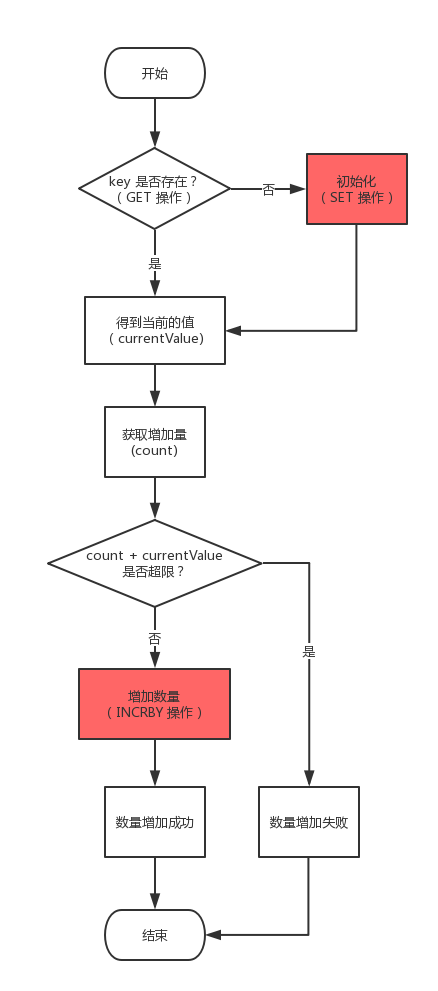 开始
key 是否存在？
（ GET 操作 ）
否
初始化
（ SET 操作 ）
是
得到当前的值
（ currentValue)
获取增加量
(count)
count + currentValue
是否超限？
否
是
增加数量
（ INCRBY 操作 ）
数量增加成功
数量增加失败
结束